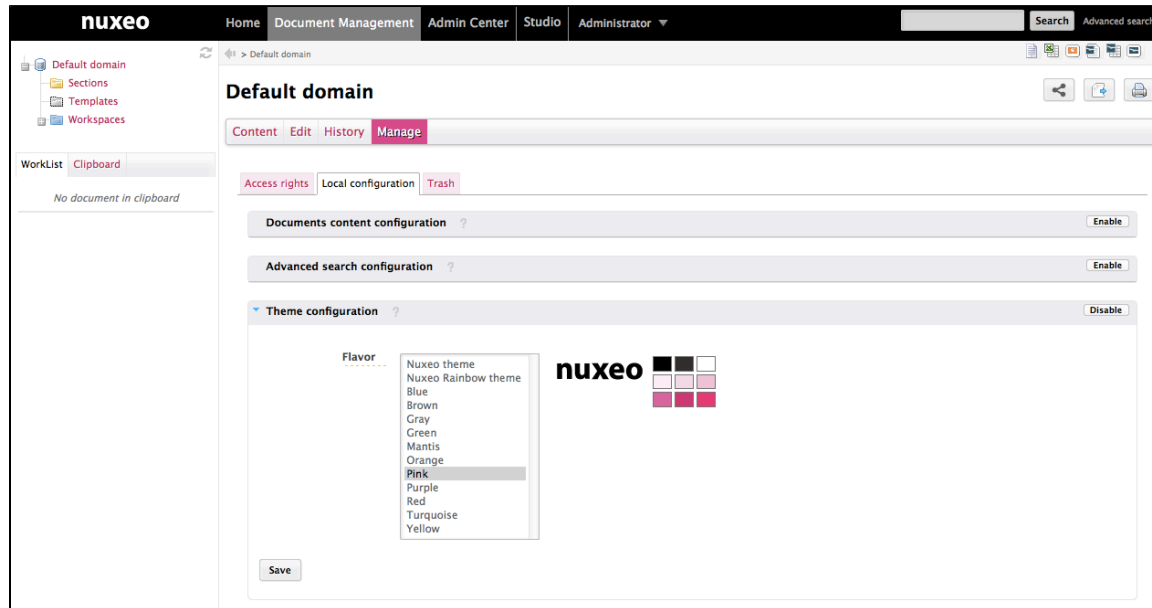 nuxeo
Home Document Management Admin Center Studio Administrator Search Advanced search
> Default domain
Default domain
Sections
Templates
Workspaces
WorkList Clipboard
No document in clipboard
Default domain
Content Edit History Manage
Access rights Local configuration Trash
Documents content configuration ? Enable
Advanced search configuration ? Enable
Theme configuration ? Disable
Flavor
Nuxeo theme
Nuxeo Rainbow theme
Blue
Brown
Gray
Green
Mantis
Orange
Pink
Purple
Red
Turquoise
Yellow
nuxeo
Save